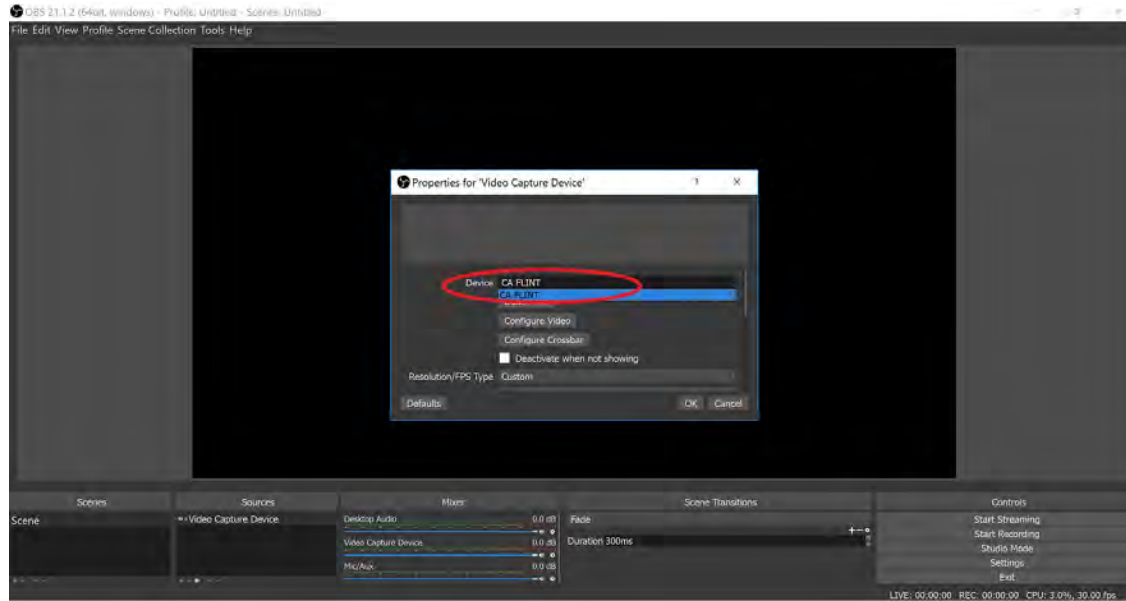 OBS 21.1.2 (64bit, windows) - Profile: Untitled - Scenes: Untitled
File Edit View Profile Scene Collection Tools Help
Properties for 'Video Capture Device'
Device CA FLINT
CA FLINT
Configure Video
Configure Crossbar
Deactivate when not showing
Resolution/FPS Type Custom
Defaults OK Cancel
Scenes Sources Mixer Scene Transitions Controls
Scene
Video Capture Device
Desktop Audio 0.0 dB
Video Capture Device 0.0 dB
Mic/Aux 0.0 dB
Fade
Duration 300ms
Start Streaming
Start Recording
Studio Mode
Settings
Exit
LIVE: 00:00:00 REC: 00:00:00 CPU: 3.0%, 30.00 fps